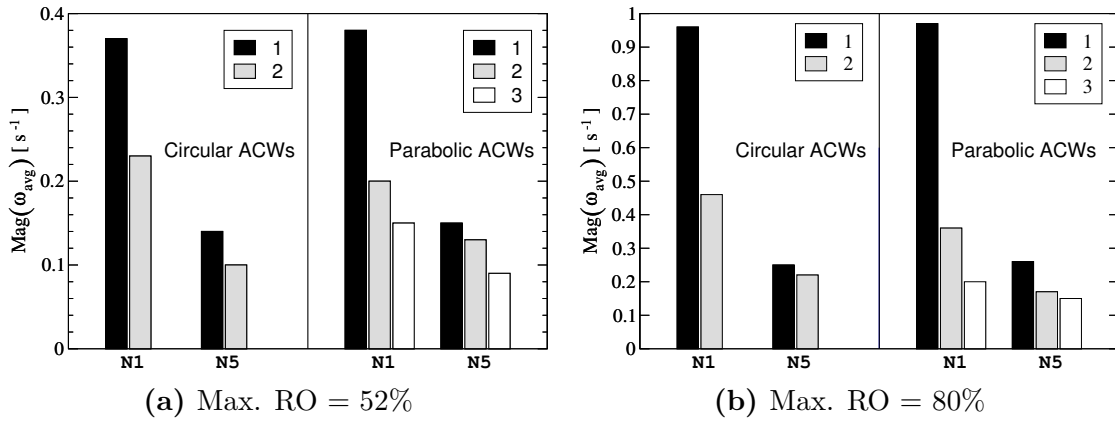 0.4
0.3
0.2
0.1
0
Mag(ω_avg) [ s⁻¹ ]
1
2
Circular ACWs
1
2
3
Parabolic ACWs
N1 N5 N1 N5
(a) Max. RO = 52%
1
0.9
0.8
0.7
0.6
0.5
0.4
0.3
0.2
0.1
0
Mag(ω_avg) [ s⁻¹ ]
1
2
Circular ACWs
1
2
3
Parabolic ACWs
N1 N5 N1 N5
(b) Max. RO = 80%